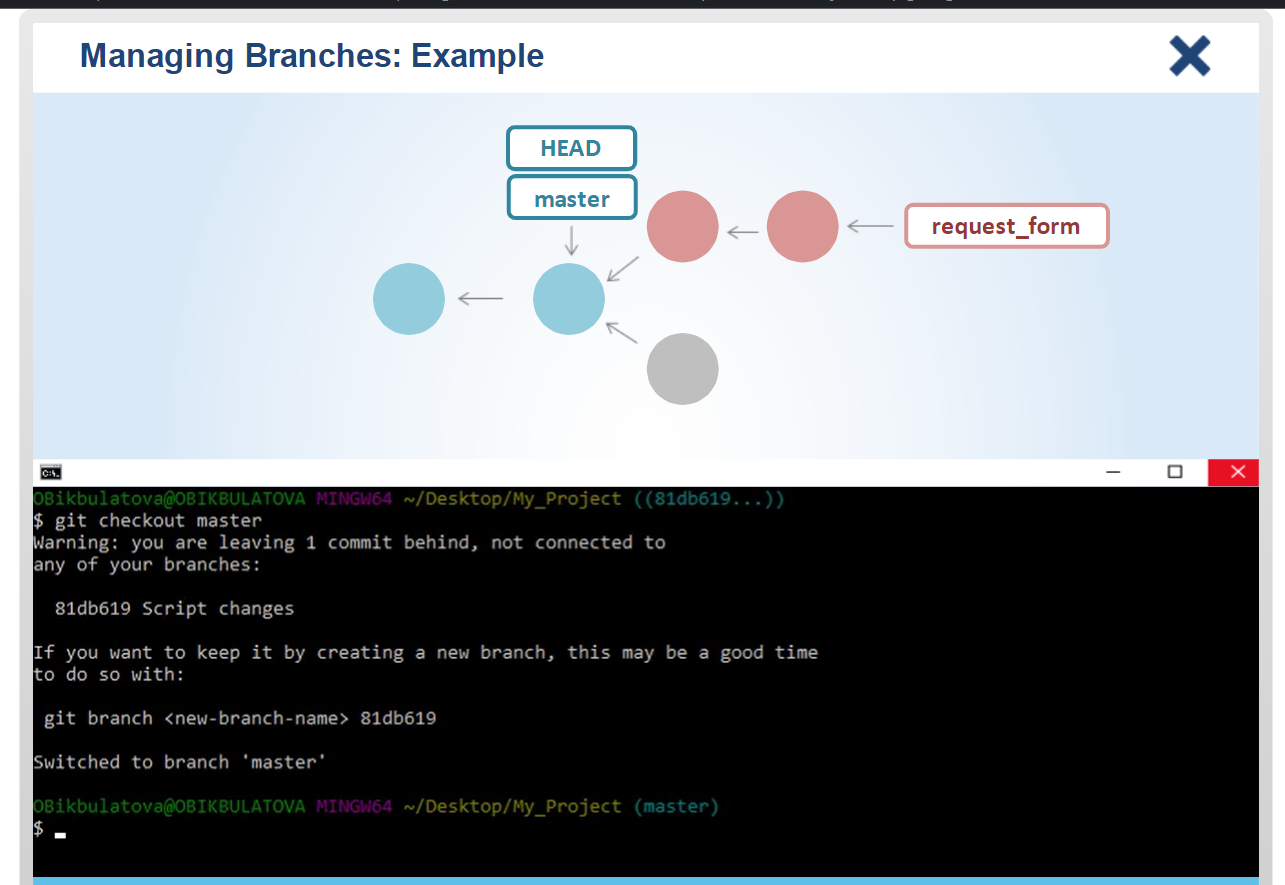 Managing Branches: Example
HEAD
master
request_form
OBikbulatova@OBIKBULATOVA MINGW64 ~/Desktop/My_Project ((81db619...))
$ git checkout master
Warning: you are leaving 1 commit behind, not connected to
any of your branches:
81db619 Script changes
If you want to keep it by creating a new branch, this may be a good time
to do so with:
git branch <new-branch-name> 81db619
Switched to branch 'master'
OBikbulatova@OBIKBULATOVA MINGW64 ~/Desktop/My_Project (master)
$